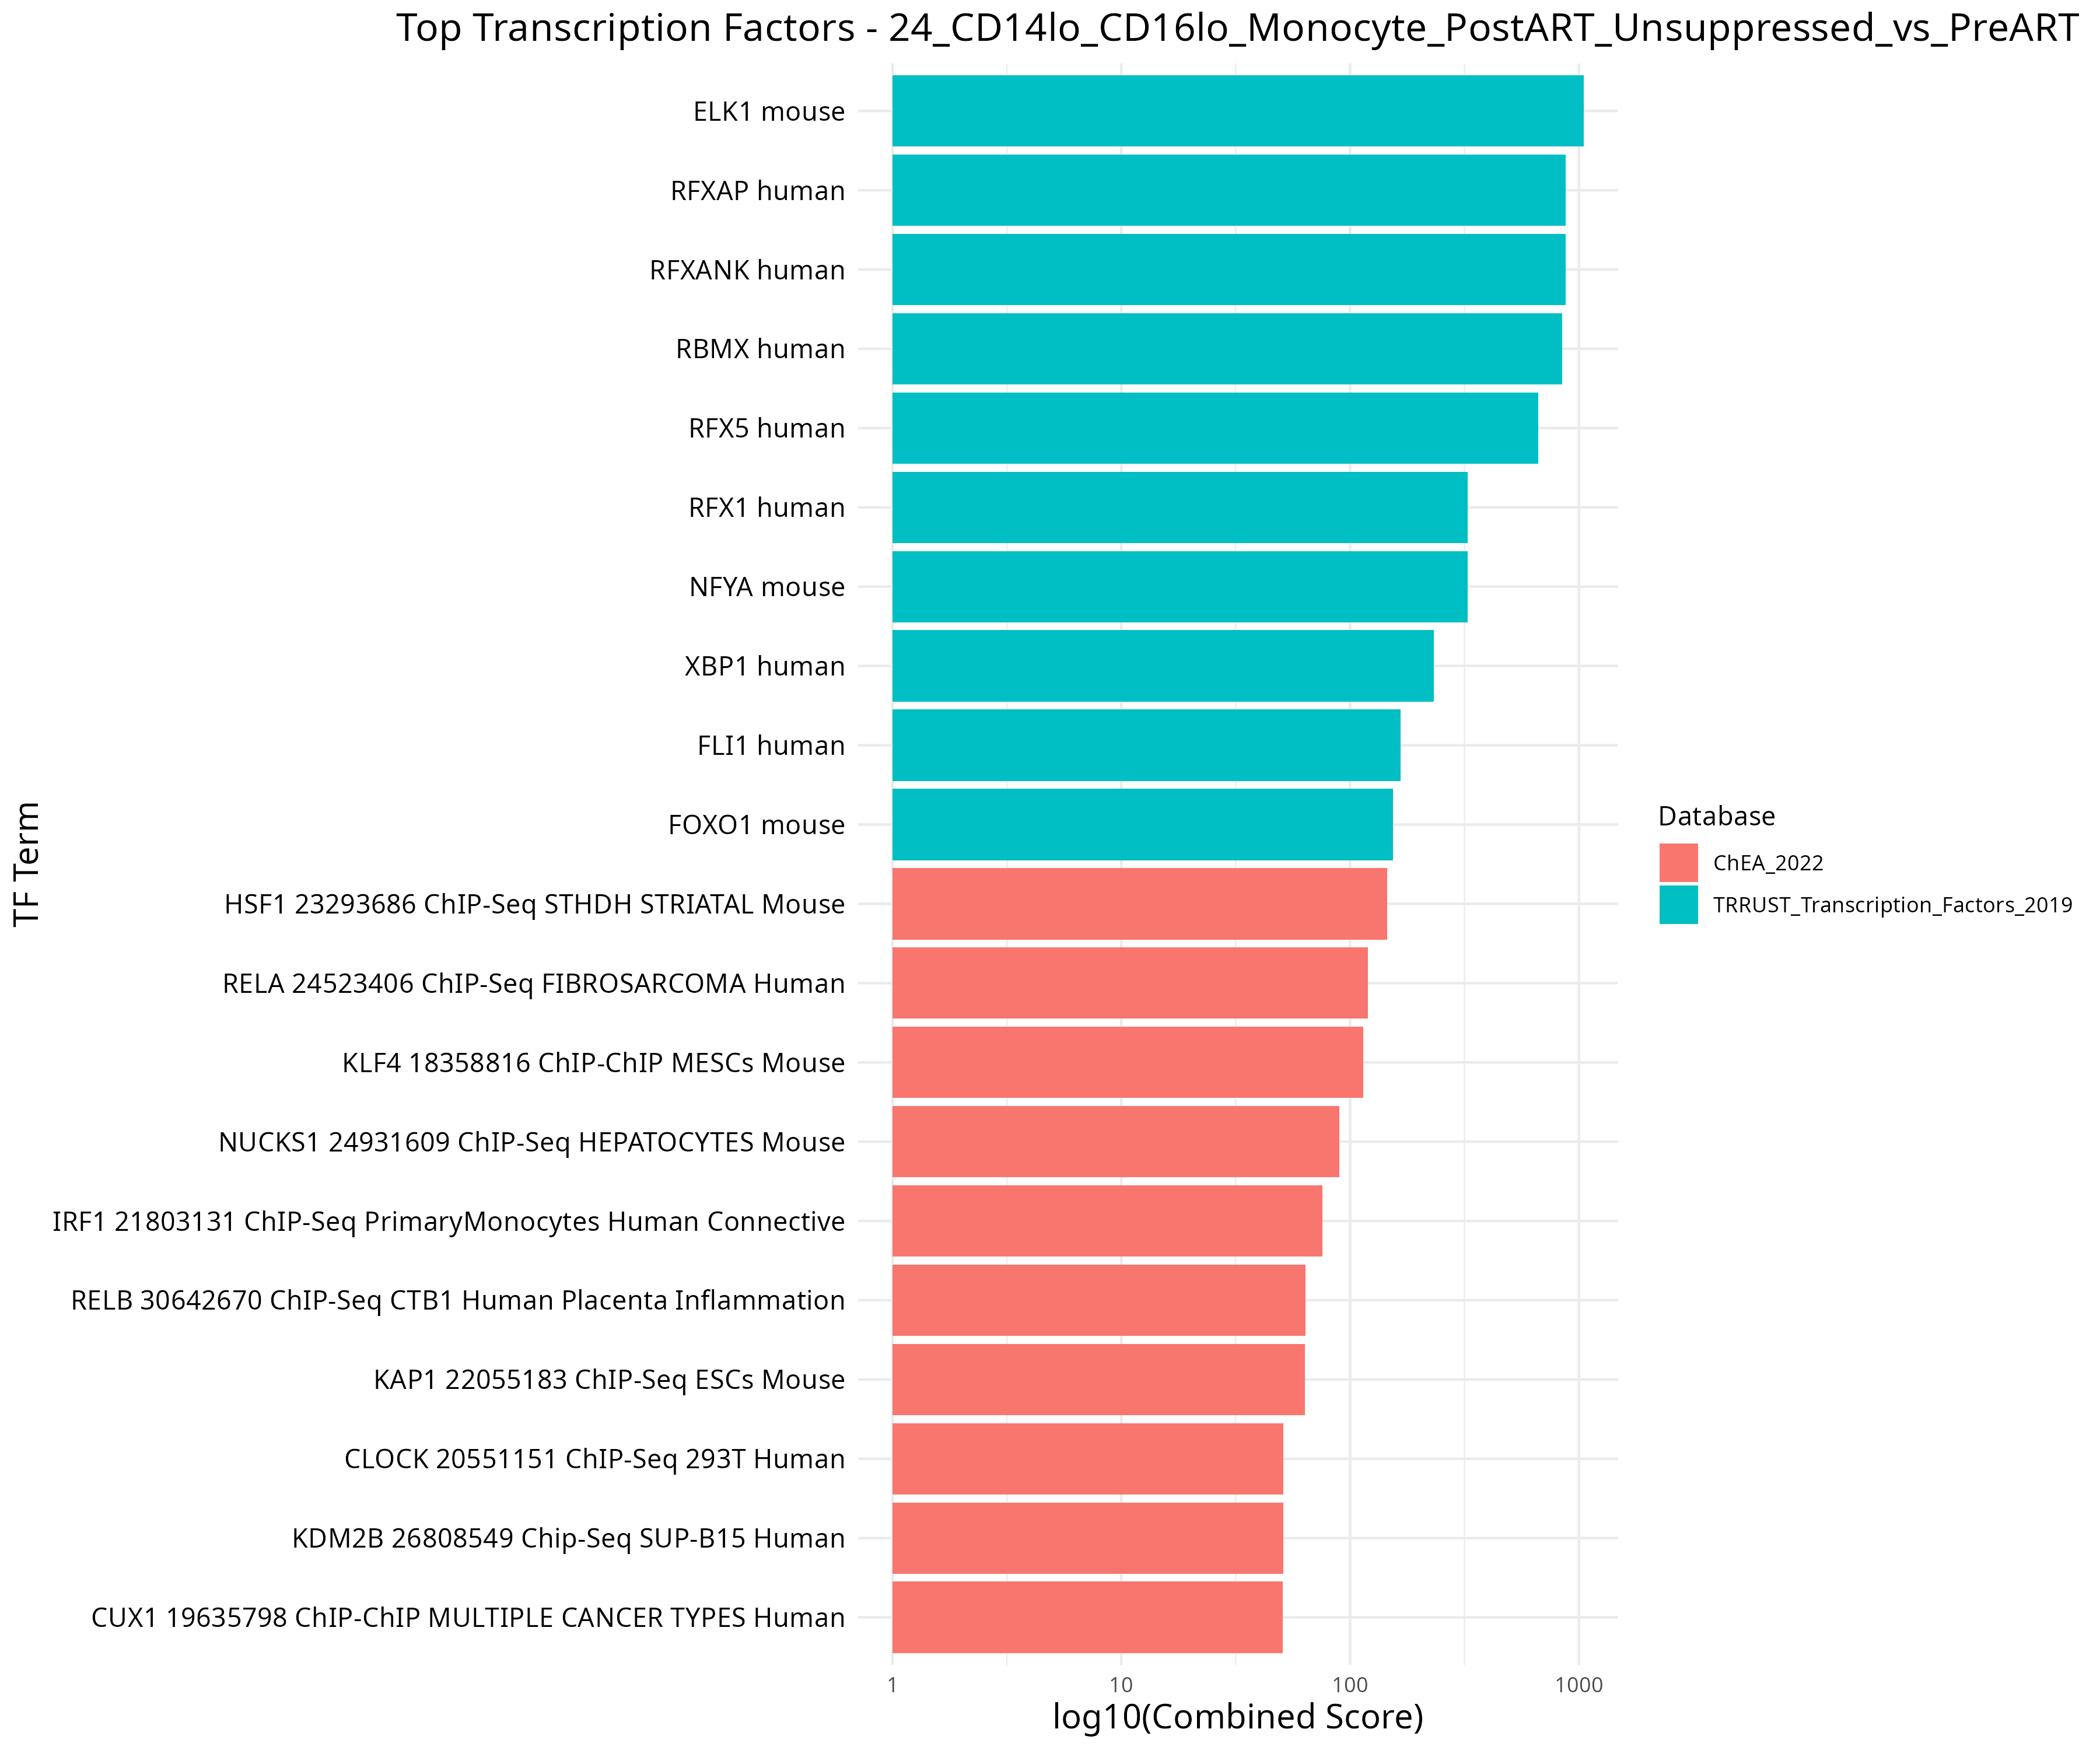 Top Transcription Factors - 24_CD14lo_CD16lo_Monocyte_PostART_Unsuppressed_vs_PreART
TF Term
ELK1 mouse
RFXAP human
RFXANK human
RBMX human
RFX5 human
RFX1 human
NFYA mouse
XBP1 human
FLI1 human
FOXO1 mouse
HSF1 23293686 ChIP-Seq STHDH STRIATAL Mouse
RELA 24523406 ChIP-Seq FIBROSARCOMA Human
KLF4 18358816 ChIP-ChIP MESCs Mouse
NUCKS1 24931609 ChIP-Seq HEPATOCYTES Mouse
IRF1 21803131 ChIP-Seq PrimaryMonocytes Human Connective
RELB 30642670 ChIP-Seq CTB1 Human Placenta Inflammation
KAP1 22055183 ChIP-Seq ESCs Mouse
CLOCK 20551151 ChIP-Seq 293T Human
KDM2B 26808549 Chip-Seq SUP-B15 Human
CUX1 19635798 ChIP-ChIP MULTIPLE CANCER TYPES Human
1 10 100 1000
log10(Combined Score)
Database
ChEA_2022
TRRUST_Transcription_Factors_2019